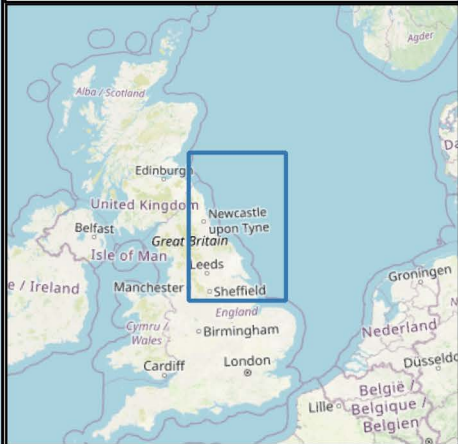 Agder
Alba / Scotland
Da
Edinburgh
United Kingdom
Newcastle
upon Tyne
Belfast
Great Britain
Isle of Man
Leeds
Groningen
e / Ireland
Manchester
Sheffield
England
Cymru /
Wales
Birmingham
Nederland
Cardiff
London
Düsseldo
België /
Belgique /
Belgien
Lille